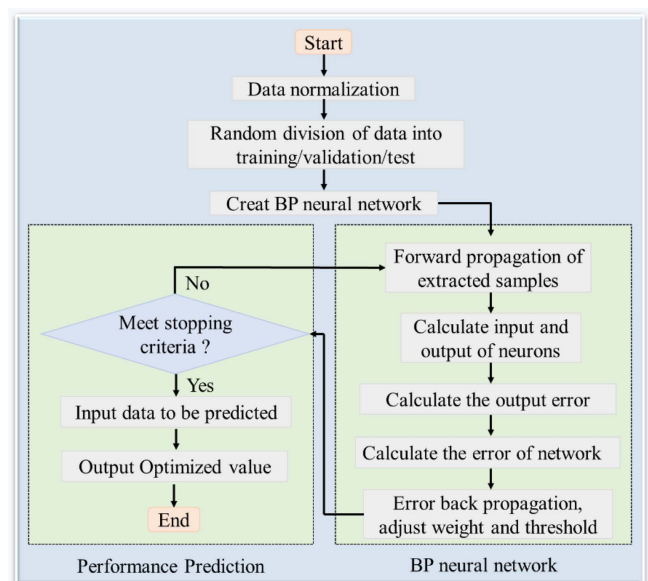 Start
Data normalization
Random division of data into
training/validation/test
Creat BP neural network
Forward propagation of
extracted samples
Calculate input and
output of neurons
Calculate the output error
Calculate the error of network
Error back propagation,
adjust weight and threshold
BP neural network
No
Meet stopping
criteria ?
Yes
Input data to be predicted
Output Optimized value
End
Performance Prediction